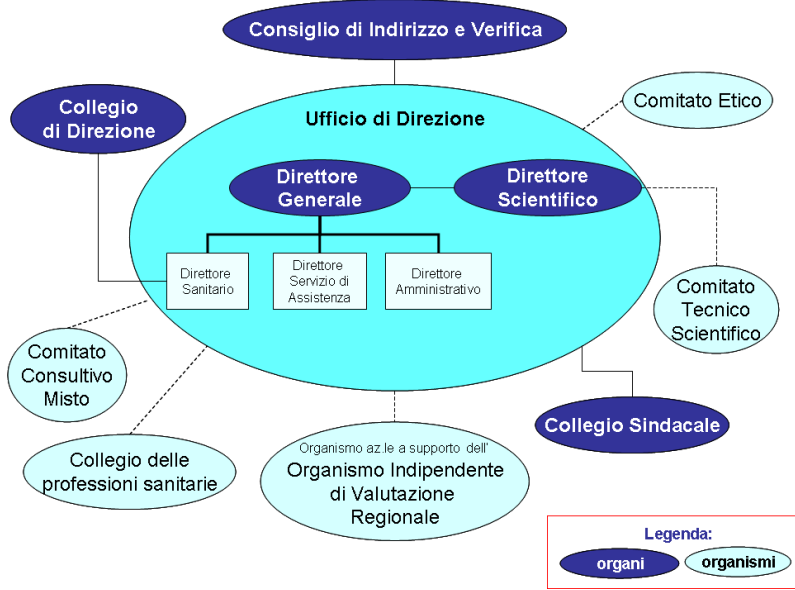 Consiglio di Indirizzo e Verifica
Collegio
di Direzione
Comitato Etico
Ufficio di Direzione
Direttore
Generale
Direttore
Scientifico
Direttore
Sanitario
Direttore
Servizio di
Assistenza
Direttore
Amministrativo
Comitato
Tecnico
Scientifico
Comitato
Consultivo
Misto
Collegio Sindacale
Collegio delle
professioni sanitarie
Organismo az.le a supporto dell'
Organismo Indipendente
di Valutazione
Regionale
Legenda:
organi
organismi